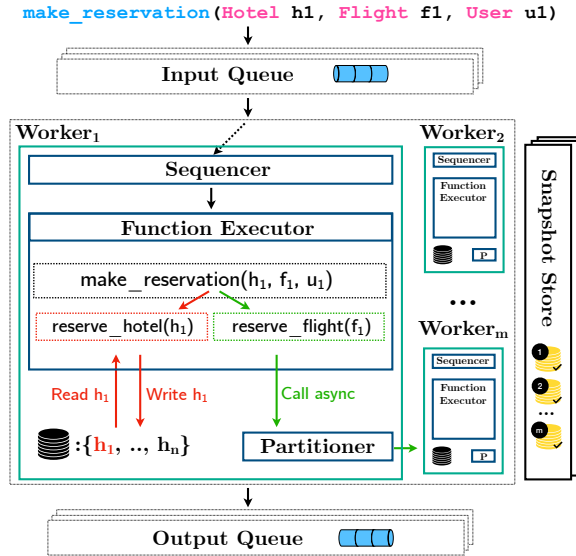 make_reservation(Hotel h1, Flight f1, User u1)
Input Queue
Worker₁
Sequencer
Function Executor
make_reservation(h₁, f₁, u₁)
reserve_hotel(h₁)
reserve_flight(f₁)
Read h₁
Write h₁
Call async
:{h₁, .., hₙ}
Partitioner
Worker₂
Sequencer
Function
Executor
P
...
Workerₘ
Sequencer
Function
Executor
P
Snapshot Store
1
2
...
m
Output Queue